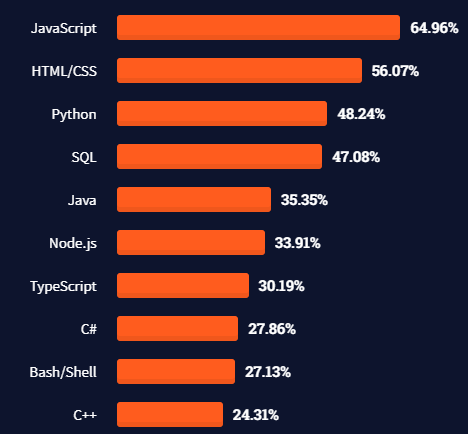 JavaScript 64.96%
HTML/CSS 56.07%
Python 48.24%
SQL 47.08%
Java 35.35%
Node.js 33.91%
TypeScript 30.19%
C# 27.86%
Bash/Shell 27.13%
C++ 24.31%